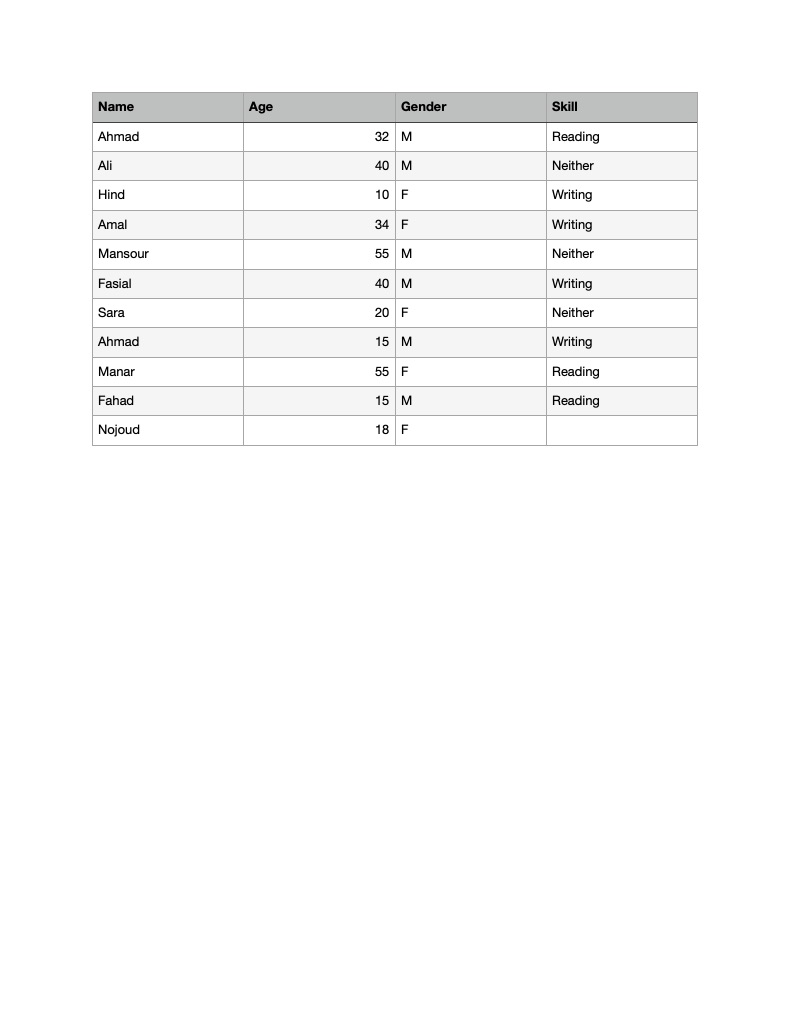 Name Age Gender Skill
Ahmad 32 M Reading
Ali 40 M Neither
Hind 10 F Writing
Amal 34 F Writing
Mansour 55 M Neither
Fasial 40 M Writing
Sara 20 F Neither
Ahmad 15 M Writing
Manar 55 F Reading
Fahad 15 M Reading
Nojoud 18 F